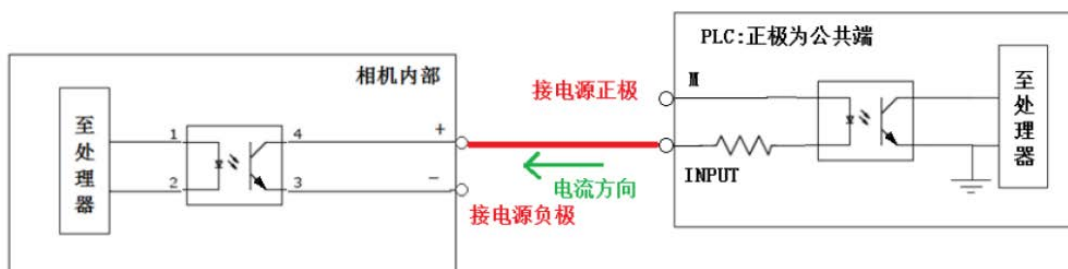 PLC:正极为公共端
相机内部
接电源正极
M
至处理器
1
4
+
至处理器
2
3
-
INPUT
电流方向
接电源负极